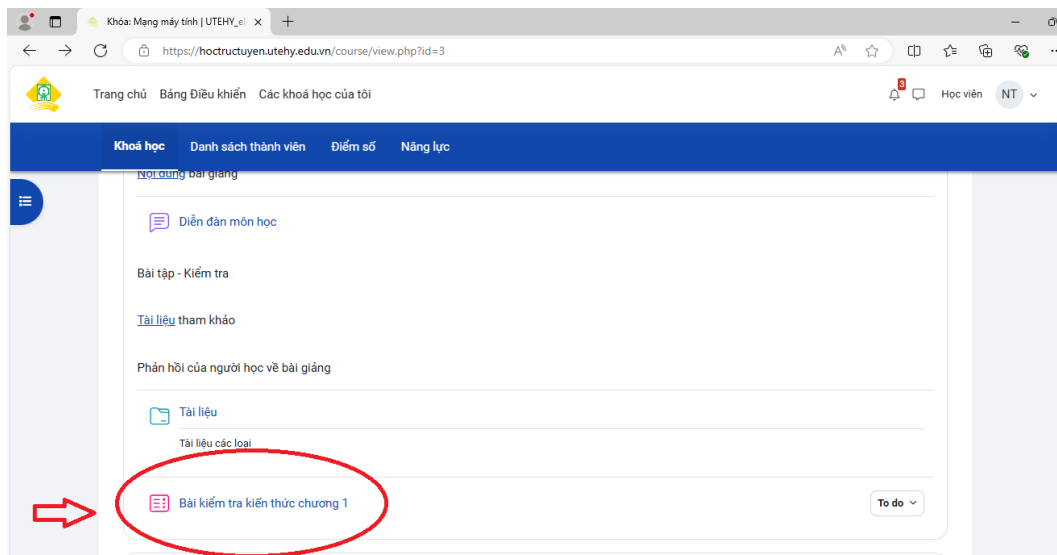 Khóa: Mạng máy tính | UTEHY_el
https://hoctructuyen.utehy.edu.vn/course/view.php?id=3
Trang chủ Bảng Điều khiển Các khoá học của tôi 3 Học viên NT
Khoá học Danh sách thành viên Điểm số Năng lực
Nội dung bài giảng
Diễn đàn môn học
Bài tập - Kiểm tra
Tài liệu tham khảo
Phản hồi của người học về bài giảng
Tài liệu
Tài liệu các loại
Bài kiểm tra kiến thức chương 1 To do